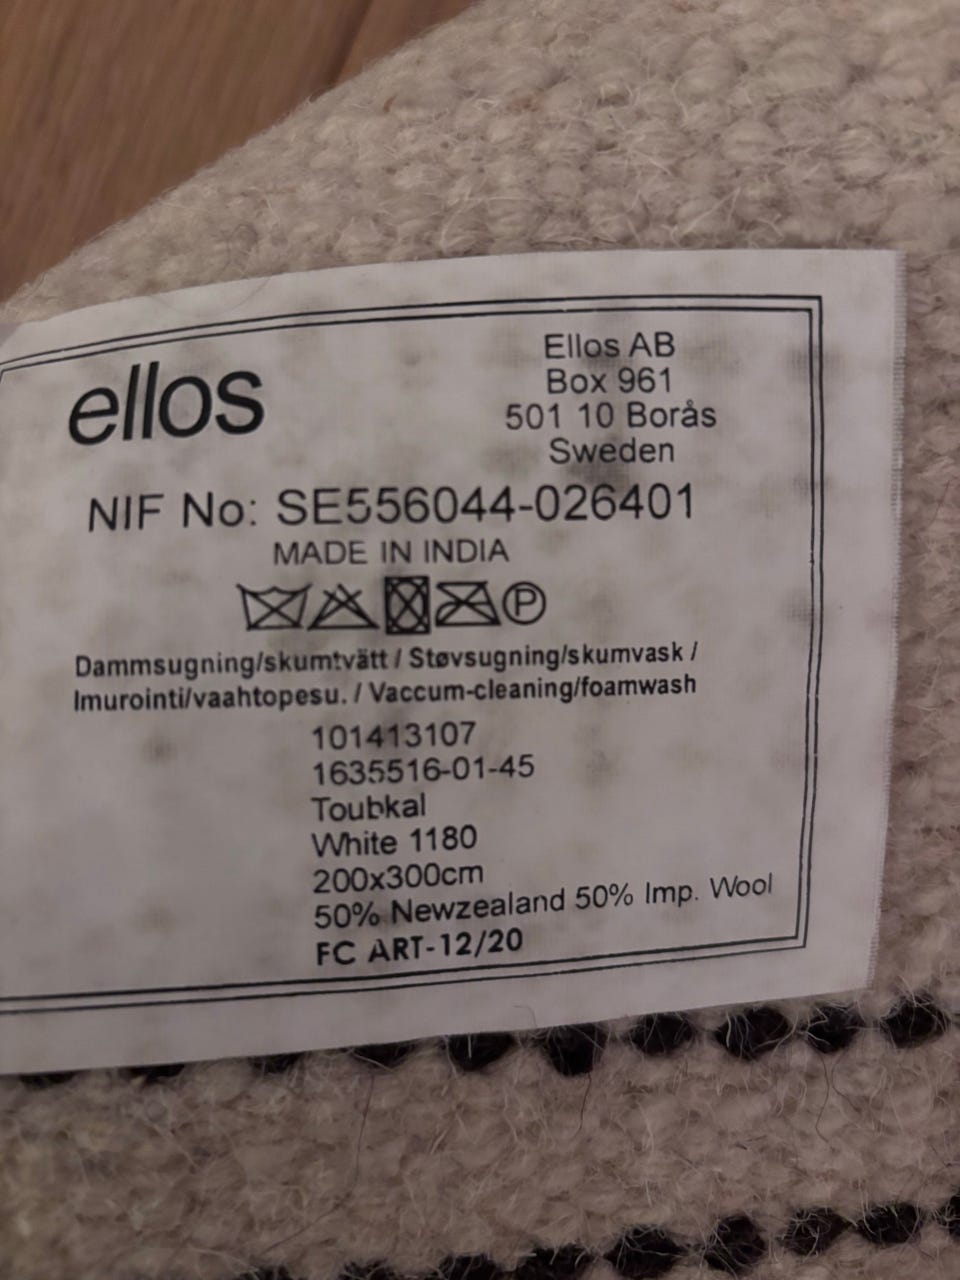 ellos
Ellos AB
Box 961
501 10 Borås
Sweden
NIF No: SE556044-026401
MADE IN INDIA
P
Dammsugning/skumtvätt / Støvsugning/skumvask /
Imurointi/vaahtopesu. / Vaccum-cleaning/foamwash
101413107
1635516-01-45
Toubkal
White 1180
200x300cm
50% Newzealand 50% Imp. Wool
FC ART-12/20